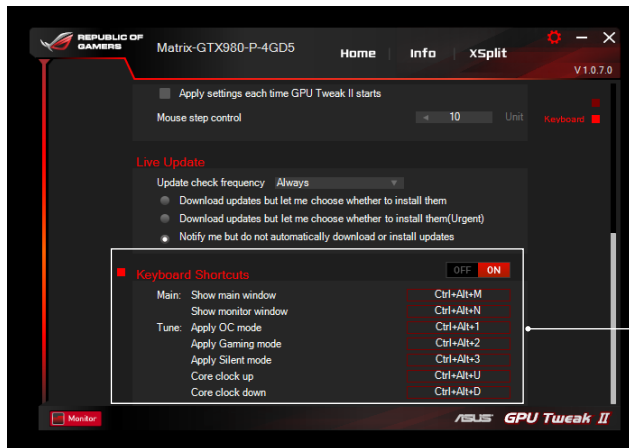 REPUBLIC OF
GAMERS
Matrix-GTX980-P-4GD5
Home
Info
XSplit
V 1.0.7.0
Apply settings each time GPU Tweak II starts
Mouse step control 10 Unit
Keyboard
Live Update
Update check frequency Always
Download updates but let me choose whether to install them
Download updates but let me choose whether to install them(Urgent)
Notify me but do not automatically download or install updates
Keyboard Shortcuts OFF ON
Main: Show main window Ctrl+Alt+M
Show monitor window Ctrl+Alt+N
Tune: Apply OC mode Ctrl+Alt+1
Apply Gaming mode Ctrl+Alt+2
Apply Silent mode Ctrl+Alt+3
Core clock up Ctrl+Alt+U
Core clock down Ctrl+Alt+D
Monitor
ASUS GPU Tweak II